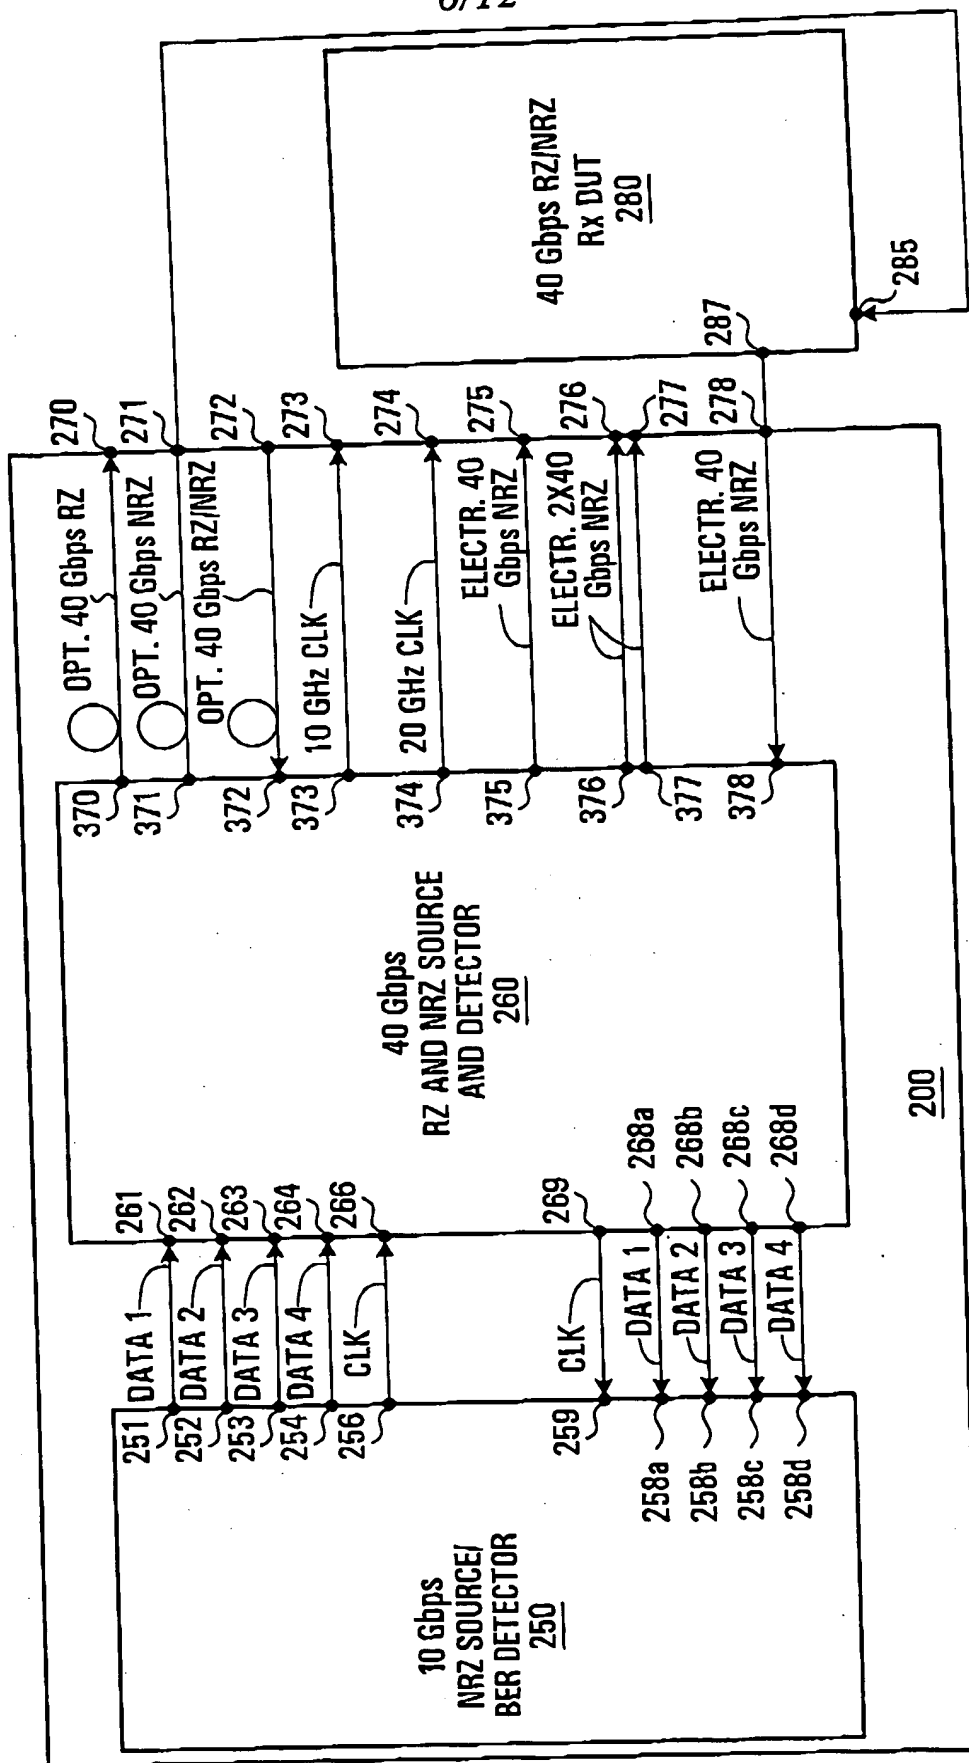 6/12
10 Gbps
NRZ SOURCE/
BER DETECTOR
250
251
252
253
254
256
259
258a
258b
258c
258d
DATA 1
DATA 2
DATA 3
DATA 4
CLK
CLK
DATA 1
DATA 2
DATA 3
DATA 4
261
262
263
264
266
269
268a
268b
268c
268d
40 Gbps
RZ AND NRZ SOURCE
AND DETECTOR
260
370
371
372
373
374
375
376
377
378
OPT. 40 Gbps RZ
OPT. 40 Gbps NRZ
OPT. 40 Gbps RZ/NRZ
10 GHz CLK
20 GHz CLK
ELECTR. 40
Gbps NRZ
ELECTR. 2X40
Gbps NRZ
ELECTR. 40
Gbps NRZ
270
271
272
273
274
275
276
277
278
287
40 Gbps RZ/NRZ
Rx DUT
280
285
200